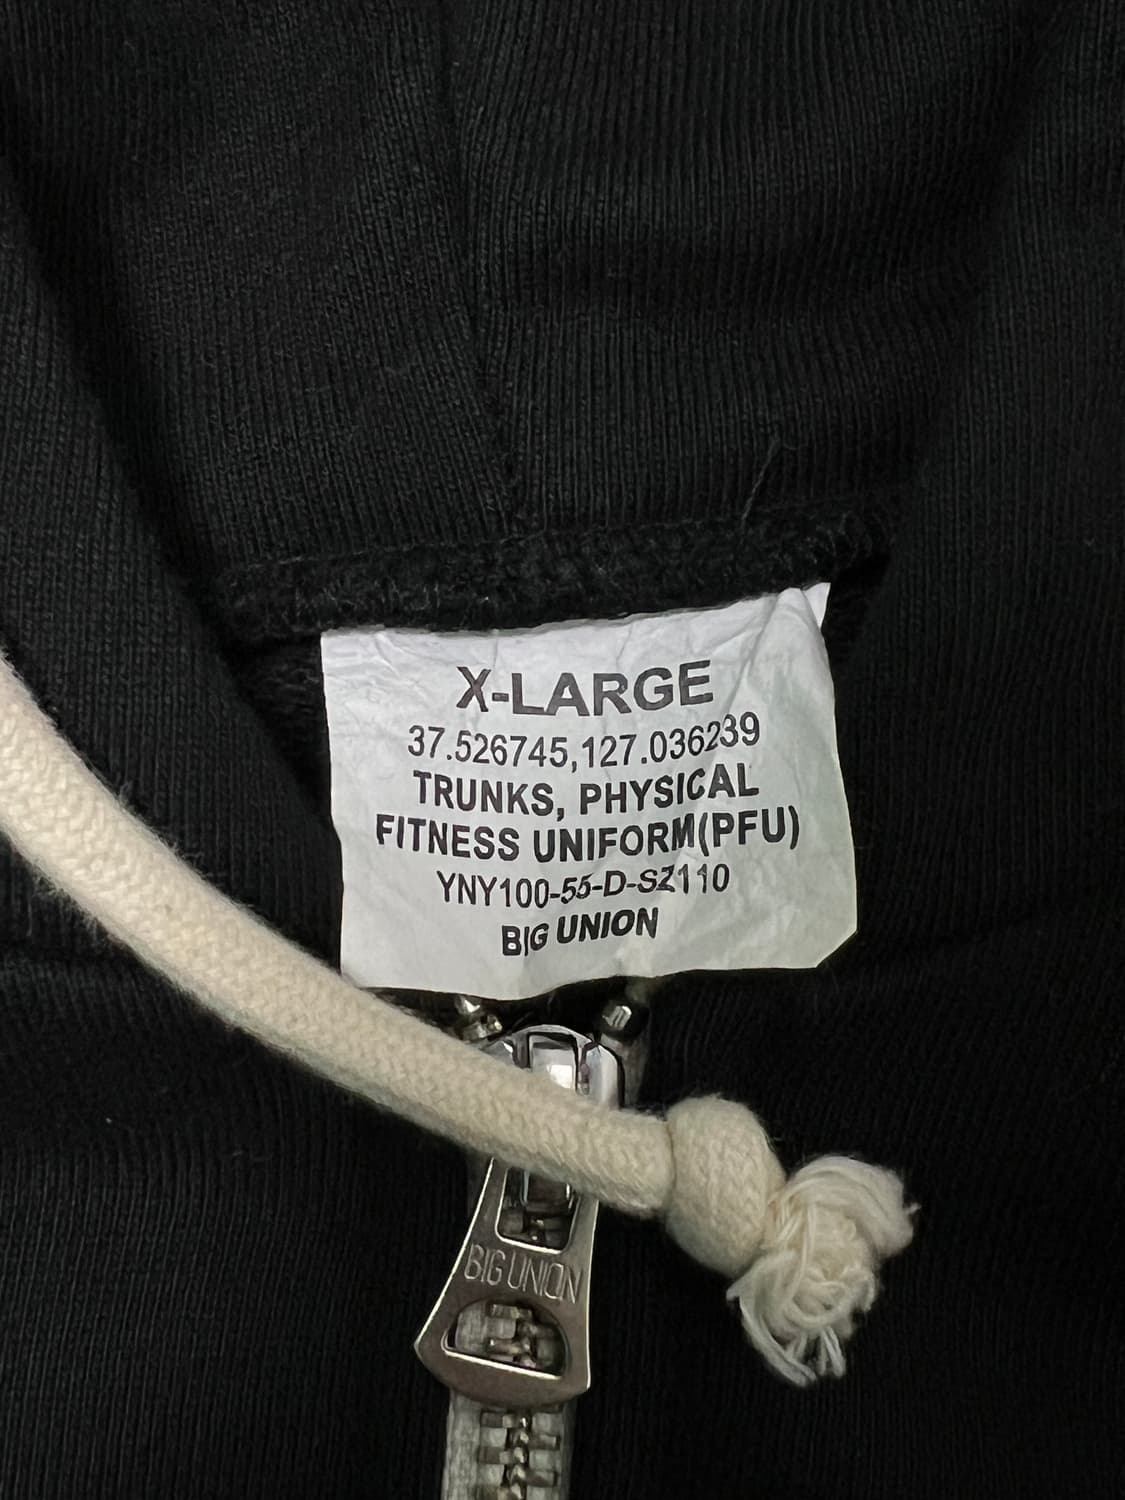 X-LARGE
37.526745,127.036239
TRUNKS, PHYSICAL
FITNESS UNIFORM(PFU)
YNY100-55-D-SZ110
BIG UNION
BIG UNION